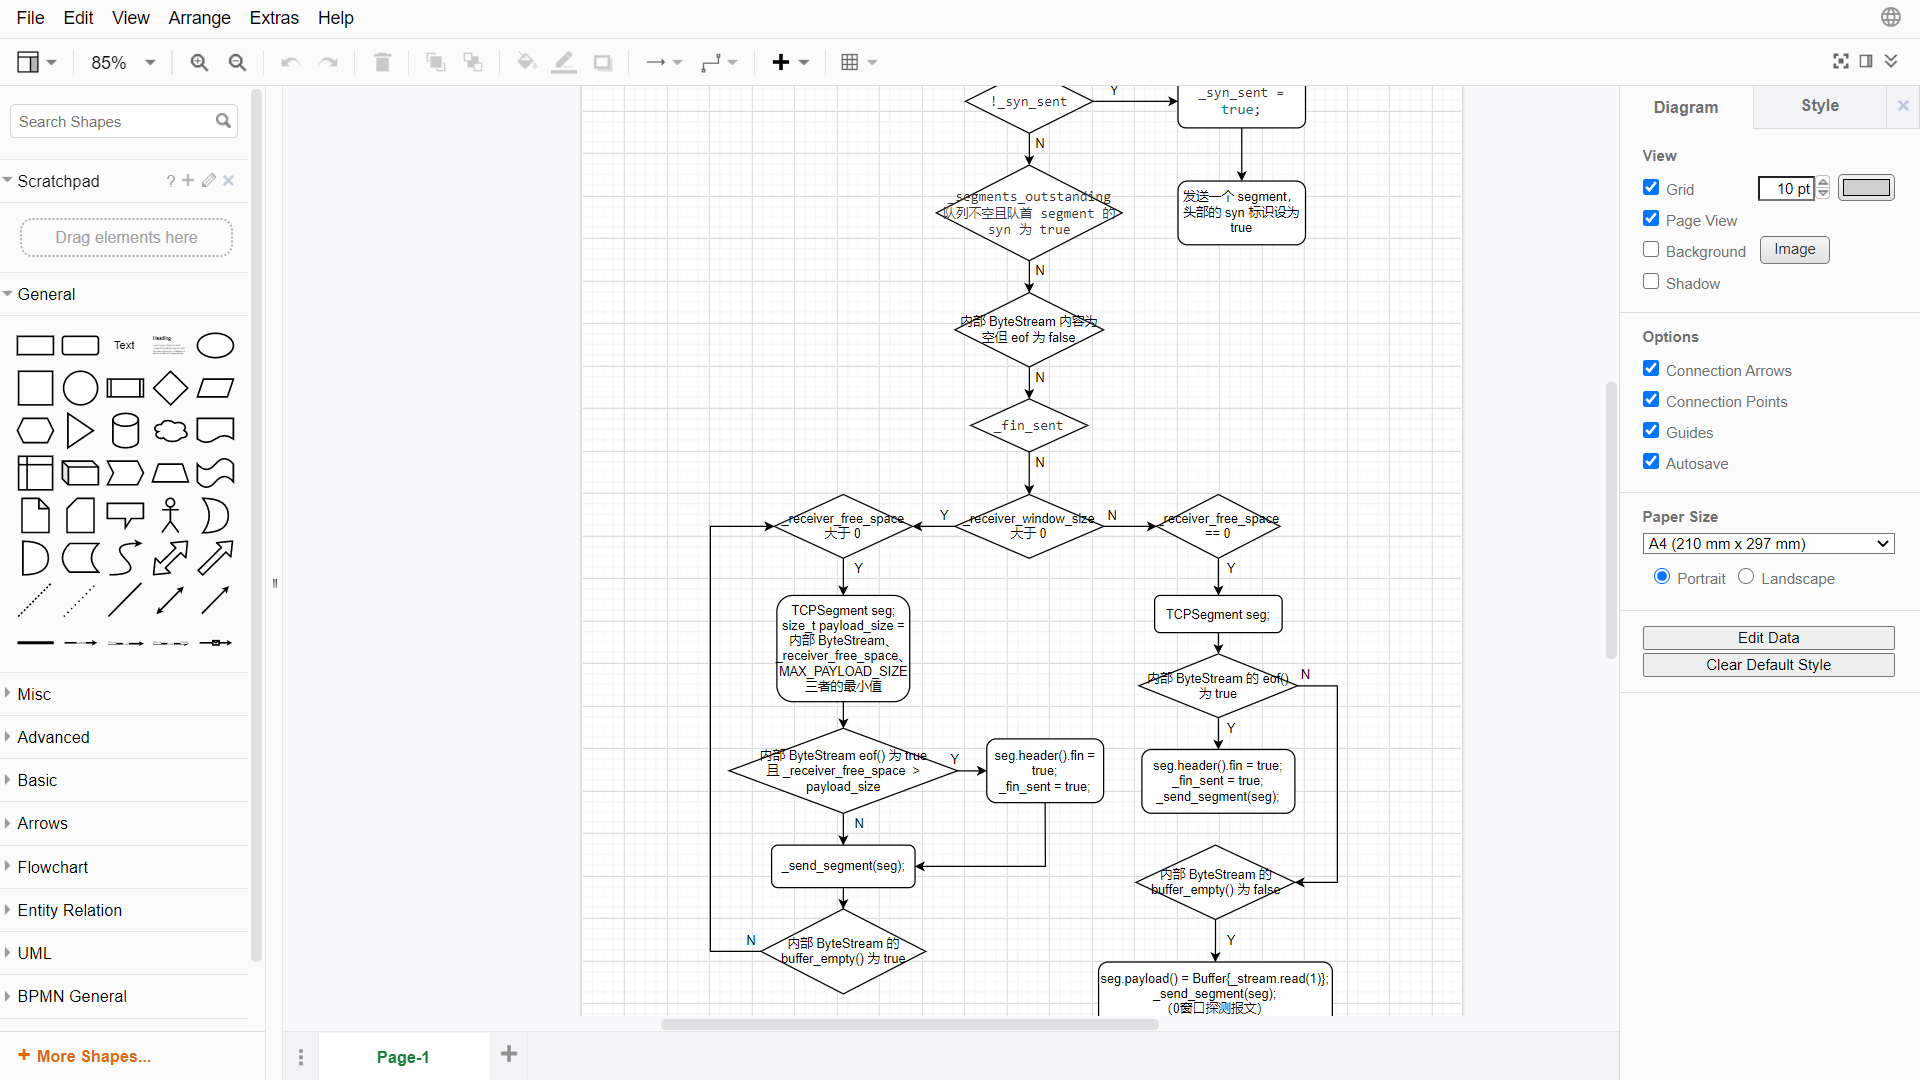 File Edit View Arrange Extras Help
85%
Search Shapes
Scratchpad
?
Drag elements here
General
Text
Heading
Misc
Advanced
Basic
Arrows
Flowchart
Entity Relation
UML
BPMN General
+ More Shapes...
!_syn_sent
Y
_syn_sent =
true;
N
_segments_outstanding
队列不空且队首 segment 的
syn 为 true
发送一个 segment，
头部的 syn 标识设为
true
N
内部 ByteStream 内容为
空但 eof 为 false
N
_fin_sent
N
_receiver_free_space
大于 0
Y
_receiver_window_size
大于 0
N
_receiver_free_space
== 0
Y
Y
TCPSegment seg;
size_t payload_size =
内部 ByteStream、
_receiver_free_space、
MAX_PAYLOAD_SIZE
三者的最小值
TCPSegment seg;
内部 ByteStream 的 eof()
为 true
N
Y
内部 ByteStream eof() 为 true
且 _receiver_free_space >
payload_size
Y
seg.header().fin =
true;
_fin_sent = true;
seg.header().fin = true;
_fin_sent = true;
_send_segment(seg);
N
_send_segment(seg);
内部 ByteStream 的
buffer_empty() 为 false
N
内部 ByteStream 的
buffer_empty() 为 true
Y
seg.payload() = Buffer{_stream.read(1)};
_send_segment(seg);
（0窗口探测报文）
Page-1
Diagram
Style
View
Grid
10 pt
Page View
Background
Image
Shadow
Options
Connection Arrows
Connection Points
Guides
Autosave
Paper Size
A4 (210 mm x 297 mm)
Portrait
Landscape
Edit Data
Clear Default Style